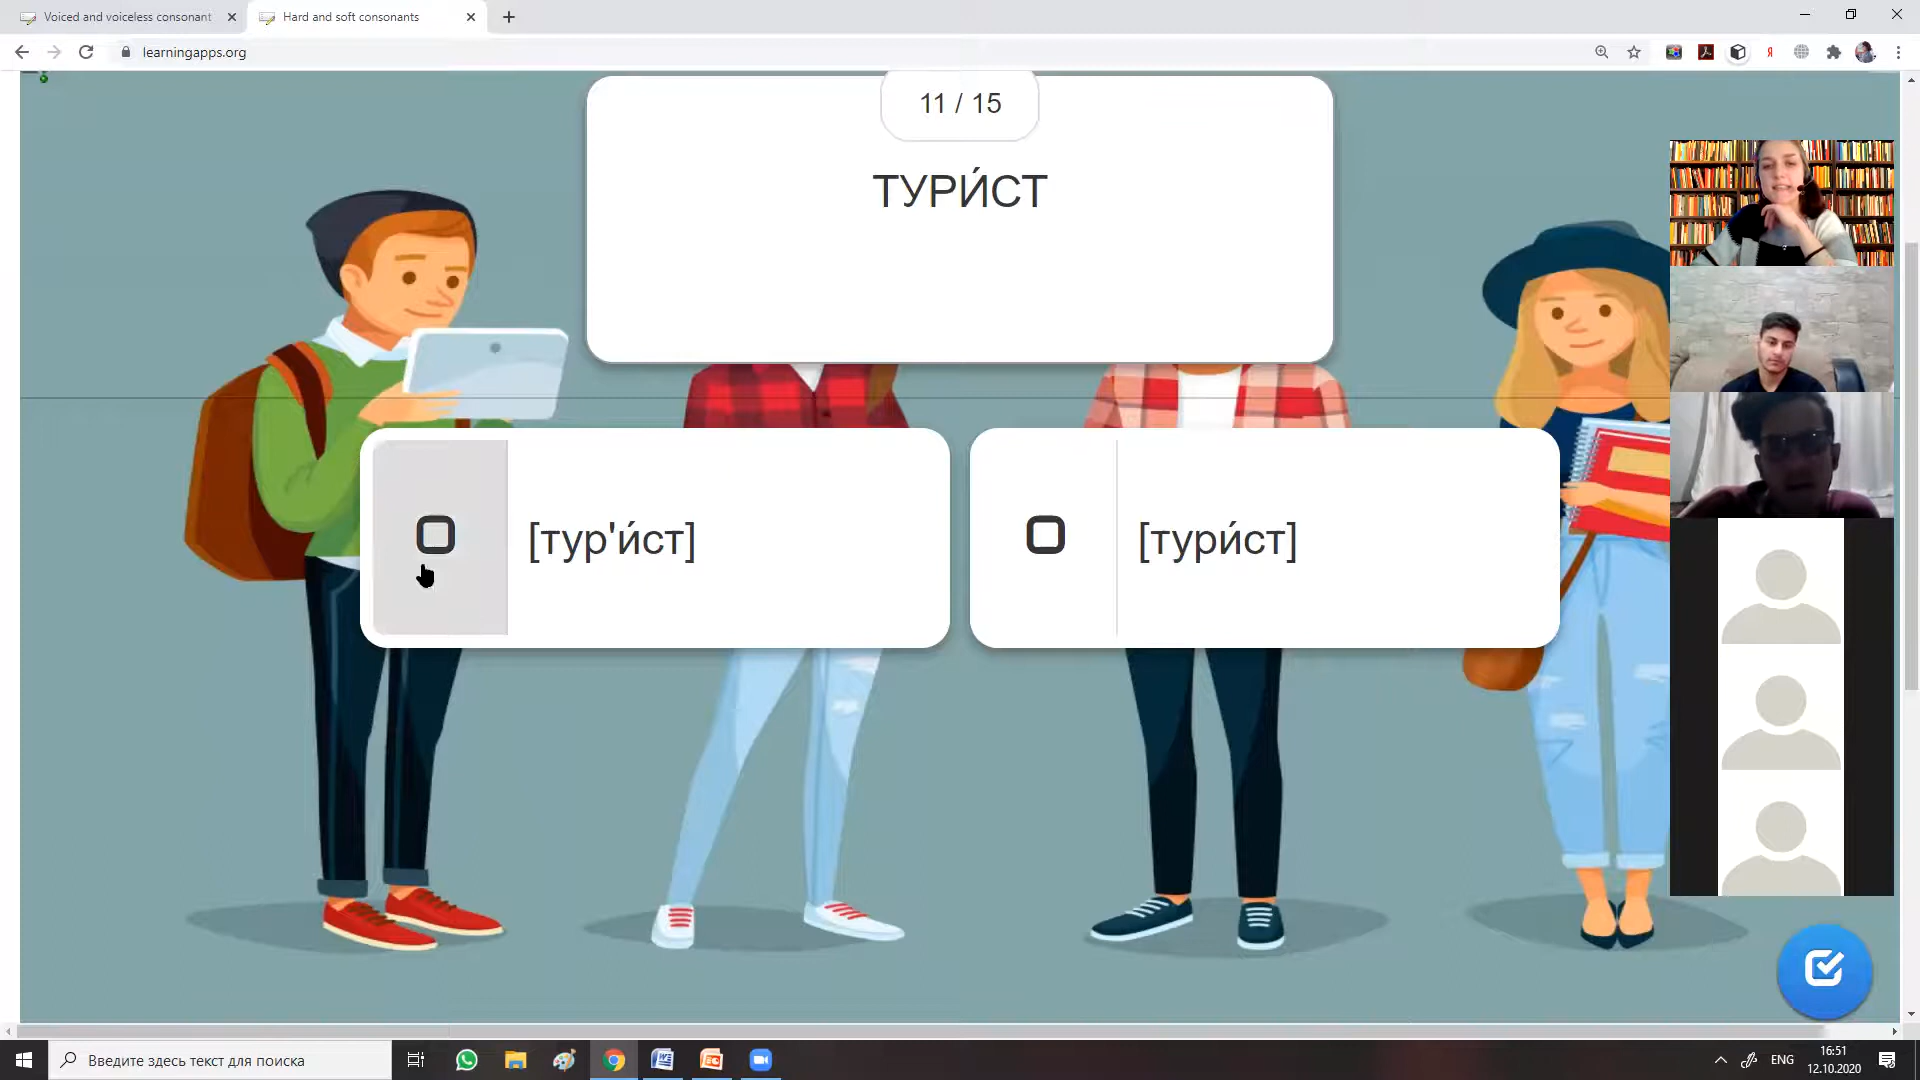 Voiced and voiceless consonant
Hard and soft consonants
learningapps.org
11 / 15
ТУРИ́СТ
[тур'и́ст]
[тури́ст]
Введите здесь текст для поиска
ENG
16:51
12.10.2020